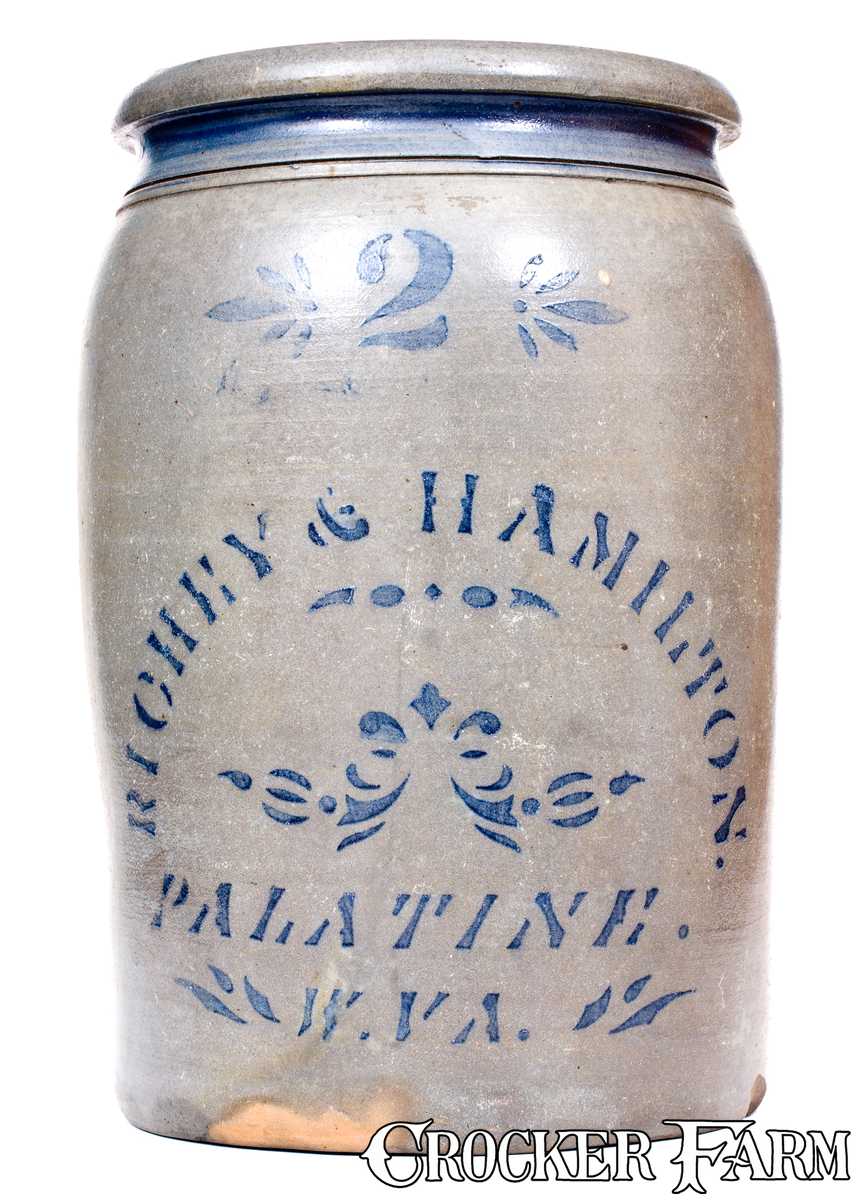 2
RICHEY & HAMILTON.
PALATINE.
W.VA.
CROCKER FARM